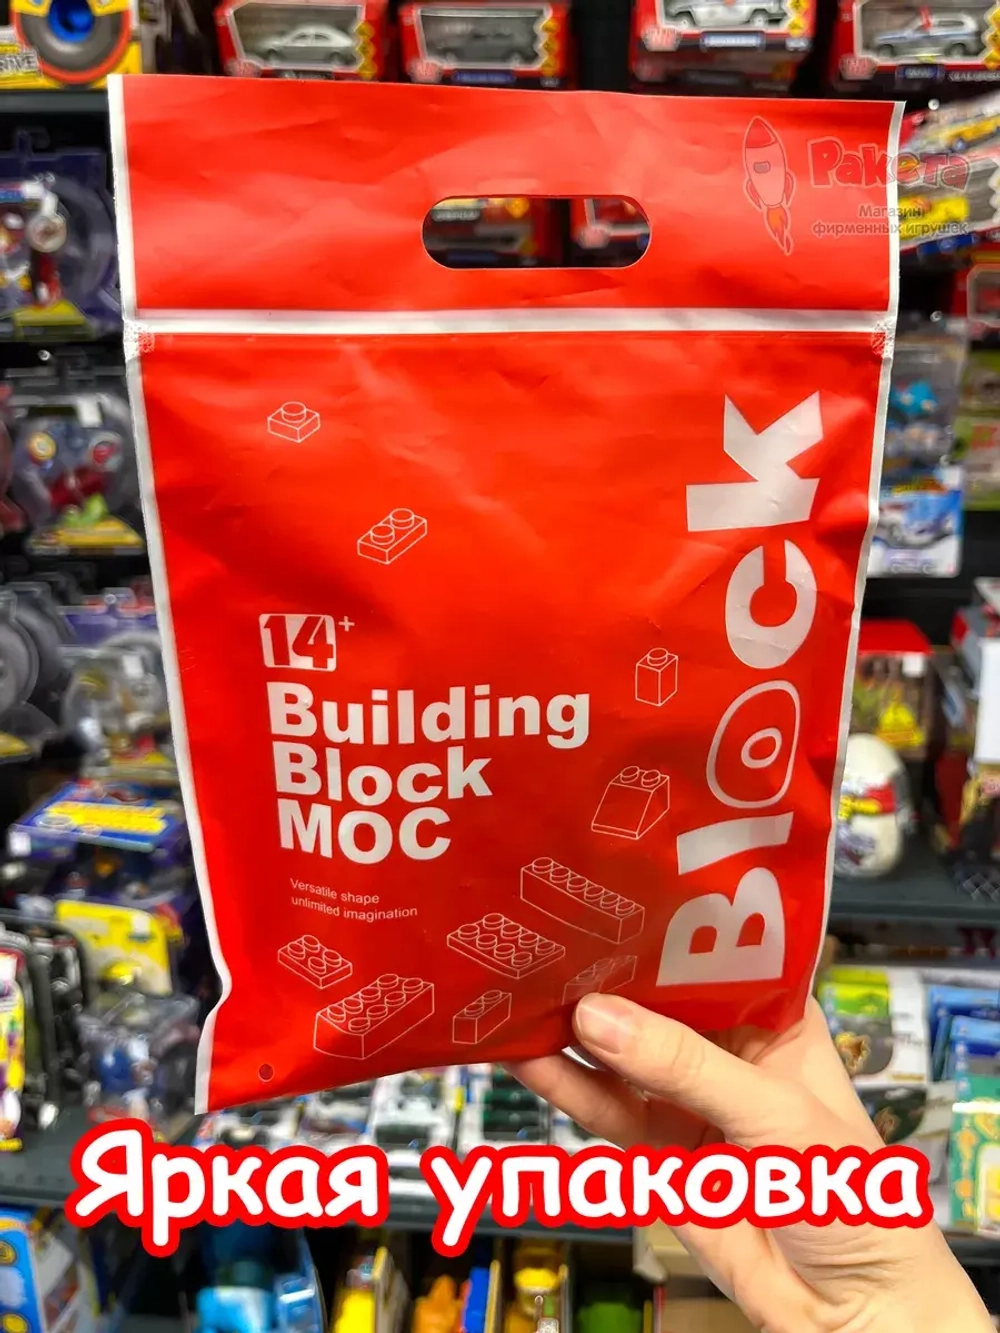 Ракета
Магазин
фирменных игрушек
Block
14+
Building
Block
MOC
Versatile shape
unlimited imagination
Яркая упаковка